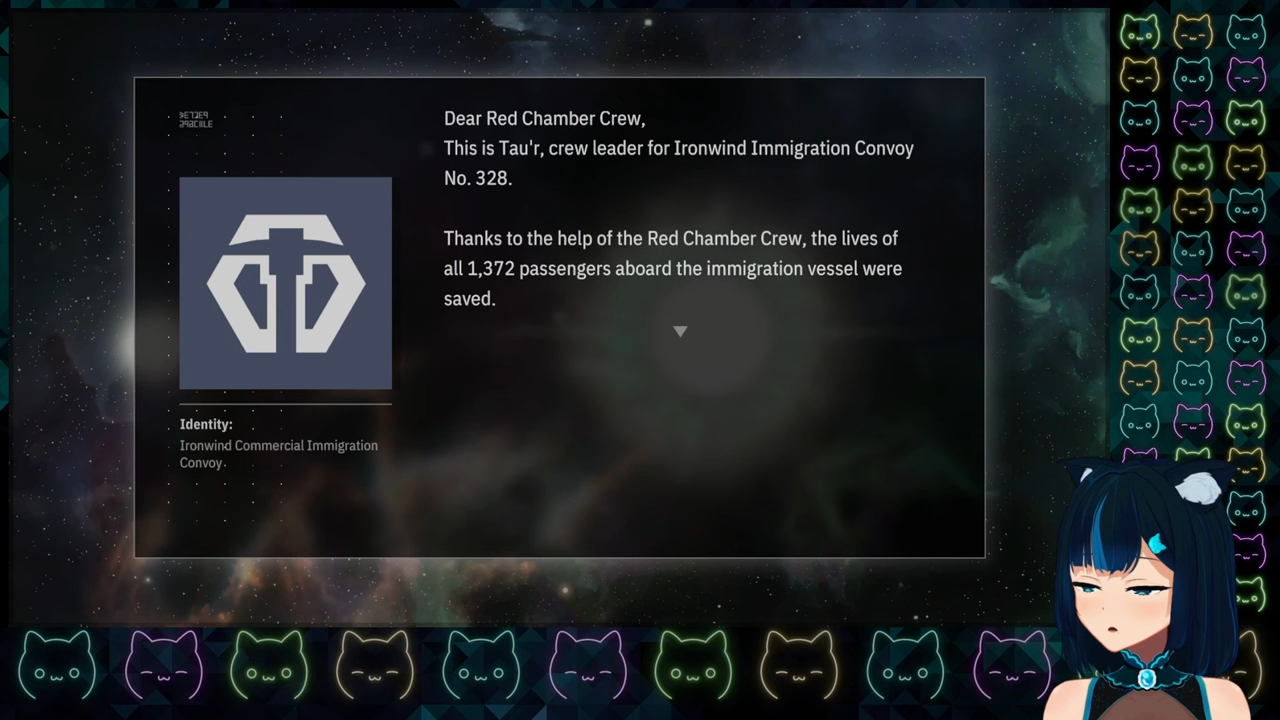 Dear Red Chamber Crew,
This is Tau'r, crew leader for Ironwind Immigration Convoy
No. 328.
Thanks to the help of the Red Chamber Crew, the lives of
all 1,372 passengers aboard the immigration vessel were
saved.
Identity:
Ironwind Commercial Immigration
Convoy